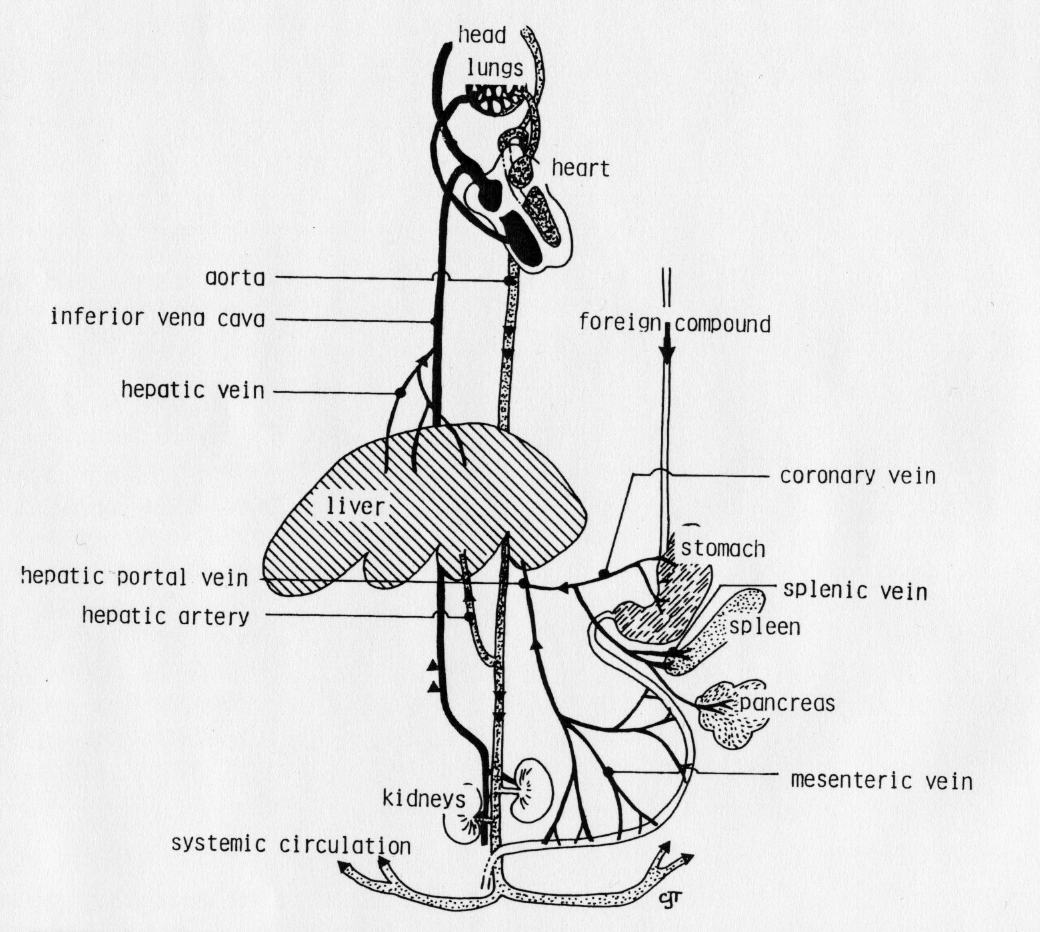 head
lungs
heart
aorta
inferior vena cava
foreign compound
hepatic vein
coronary vein
liver
stomach
hepatic portal vein
splenic vein
hepatic artery
spleen
pancreas
mesenteric vein
kidneys
systemic circulation
CJT